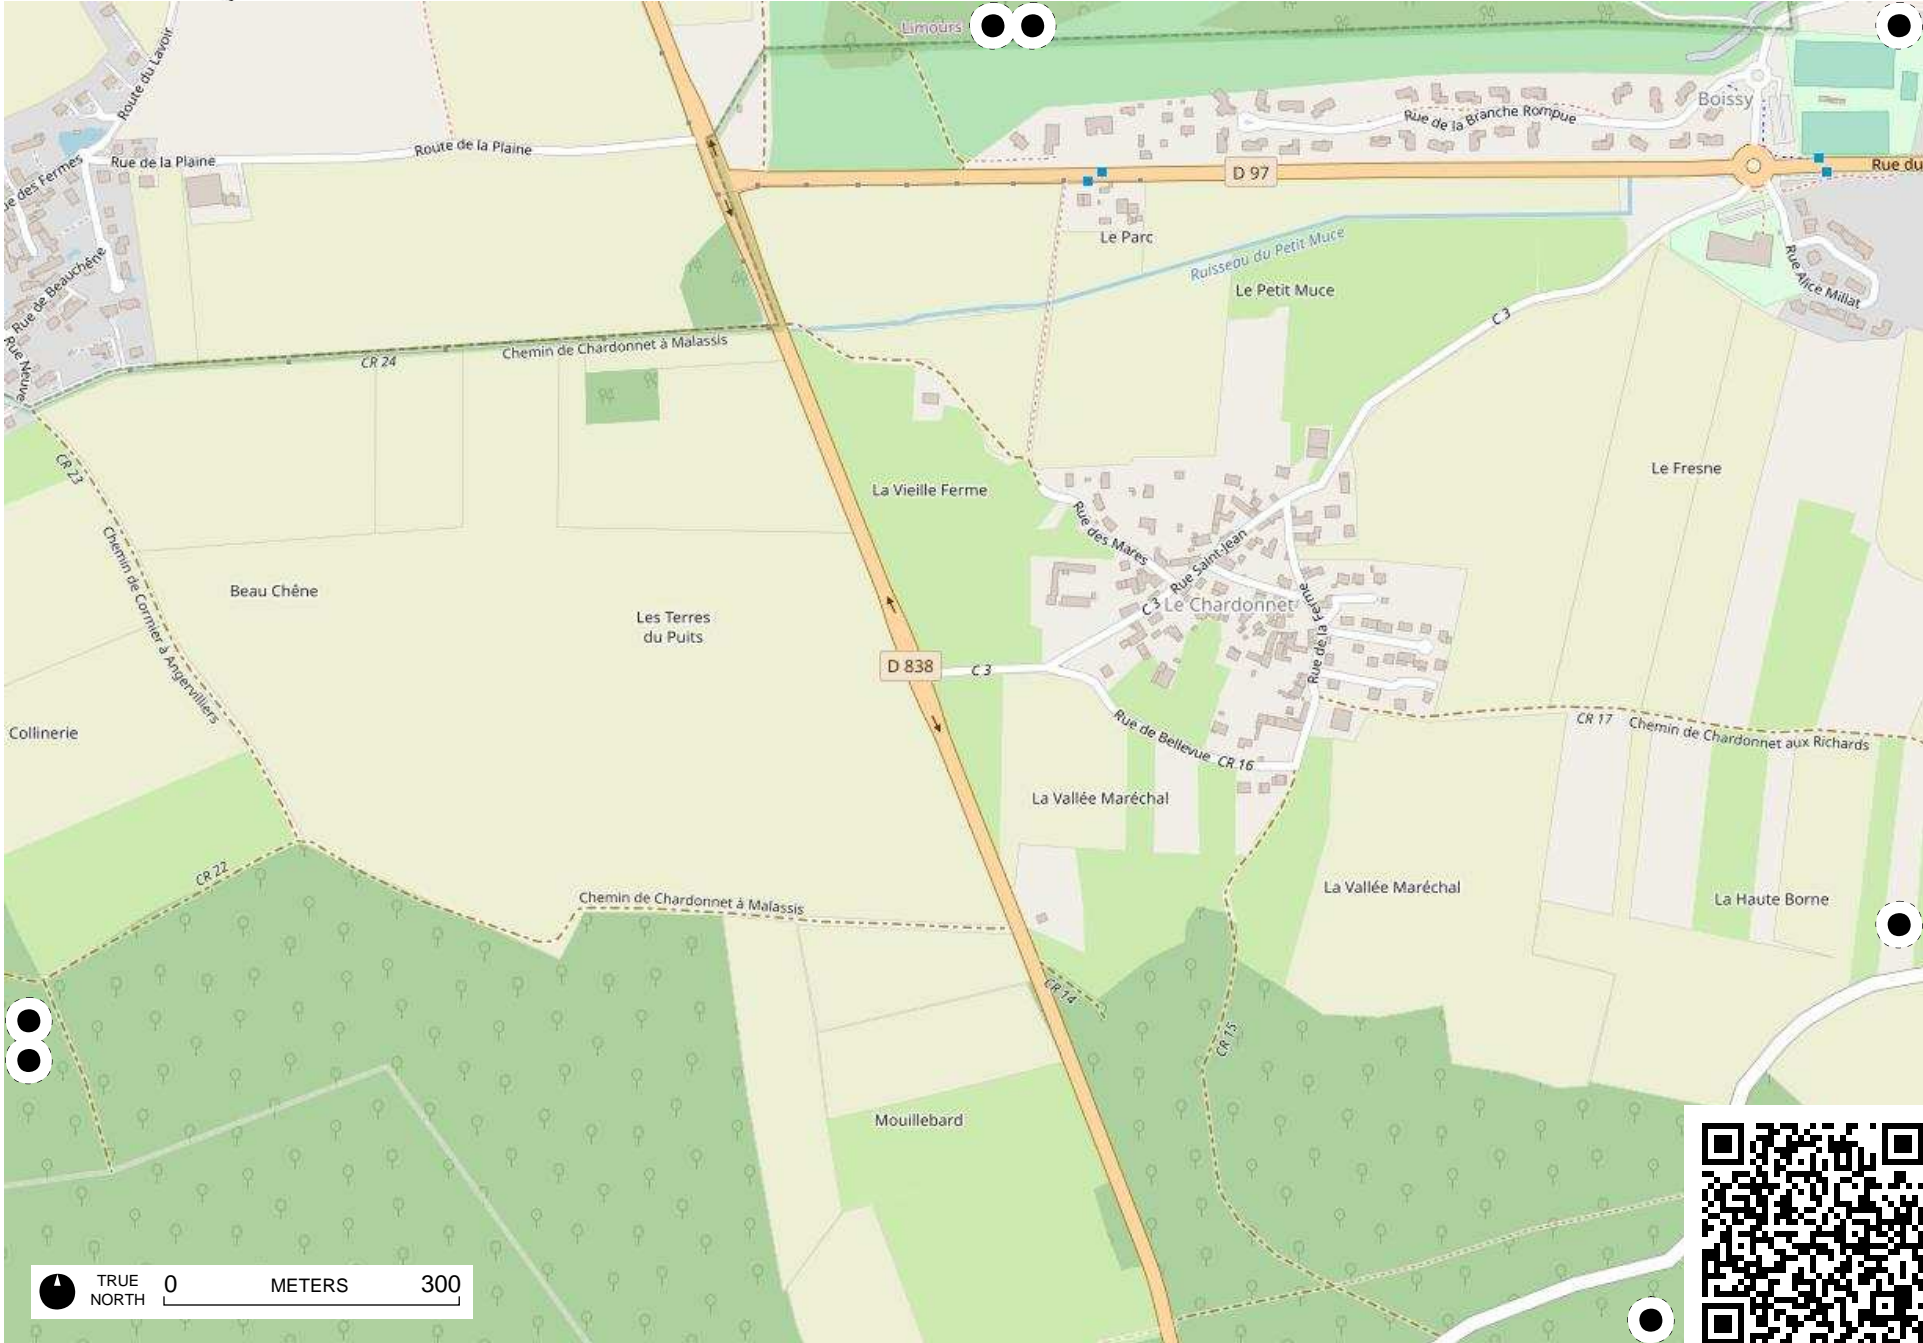 Limours
Route du Lavoir
Boissy
Rue de la Branche Rompue
Route de la Plaine
Rue de la Plaine
Rue du
D 97
ue des Fermes
Le Parc
Ruisseau du Petit Muce
Rue Alice Millat
Rue de Beauchêne
Le Petit Muce
C 3
Chemin de Chardonnet à Malassis
CR 24
Rue Neuve
CR 23
Le Fresne
La Vieille Ferme
Rue des Mares
Rue Saint-Jean
Chemin de Cormier à Angervilliers
Beau Chêne
C 3
Le Chardonnet
Les Terres
du Puits
Rue de la Ferme
D 838
C 3
CR 17
Chemin de Chardonnet aux Richards
Collinerie
Rue de Bellevue
CR 16
La Vallée Maréchal
CR 22
La Vallée Maréchal
Chemin de Chardonnet à Malassis
La Haute Borne
CR 14
CR 15
Mouillebard
TRUE
NORTH
0 METERS 300